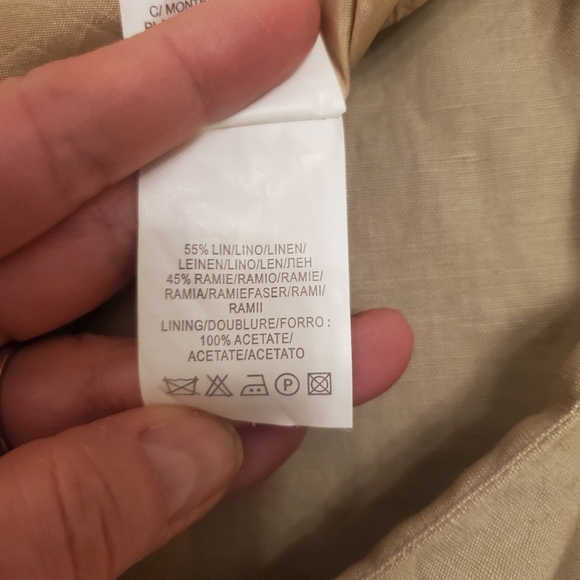 C/ MONTE
55% LIN/LINO/LINEN/
LEINEN/LINO/LEN/ЛЕН
45% RAMIE/RAMIO/RAMIE/
RAMIA/RAMIEFASER/RAMI/
RAMII
LINING/DOUBLURE/FORRO :
100% ACETATE/
ACETATE/ACETATO
P